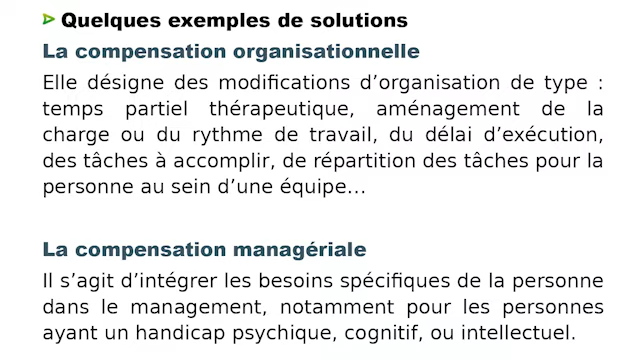 Quelques exemples de solutions
La compensation organisationnelle
Elle désigne des modifications d’organisation de type :
temps partiel thérapeutique, aménagement de la
charge ou du rythme de travail, du délai d’exécution,
des tâches à accomplir, de répartition des tâches pour la
personne au sein d’une équipe…
La compensation managériale
Il s’agit d’intégrer les besoins spécifiques de la personne
dans le management, notamment pour les personnes
ayant un handicap psychique, cognitif, ou intellectuel.